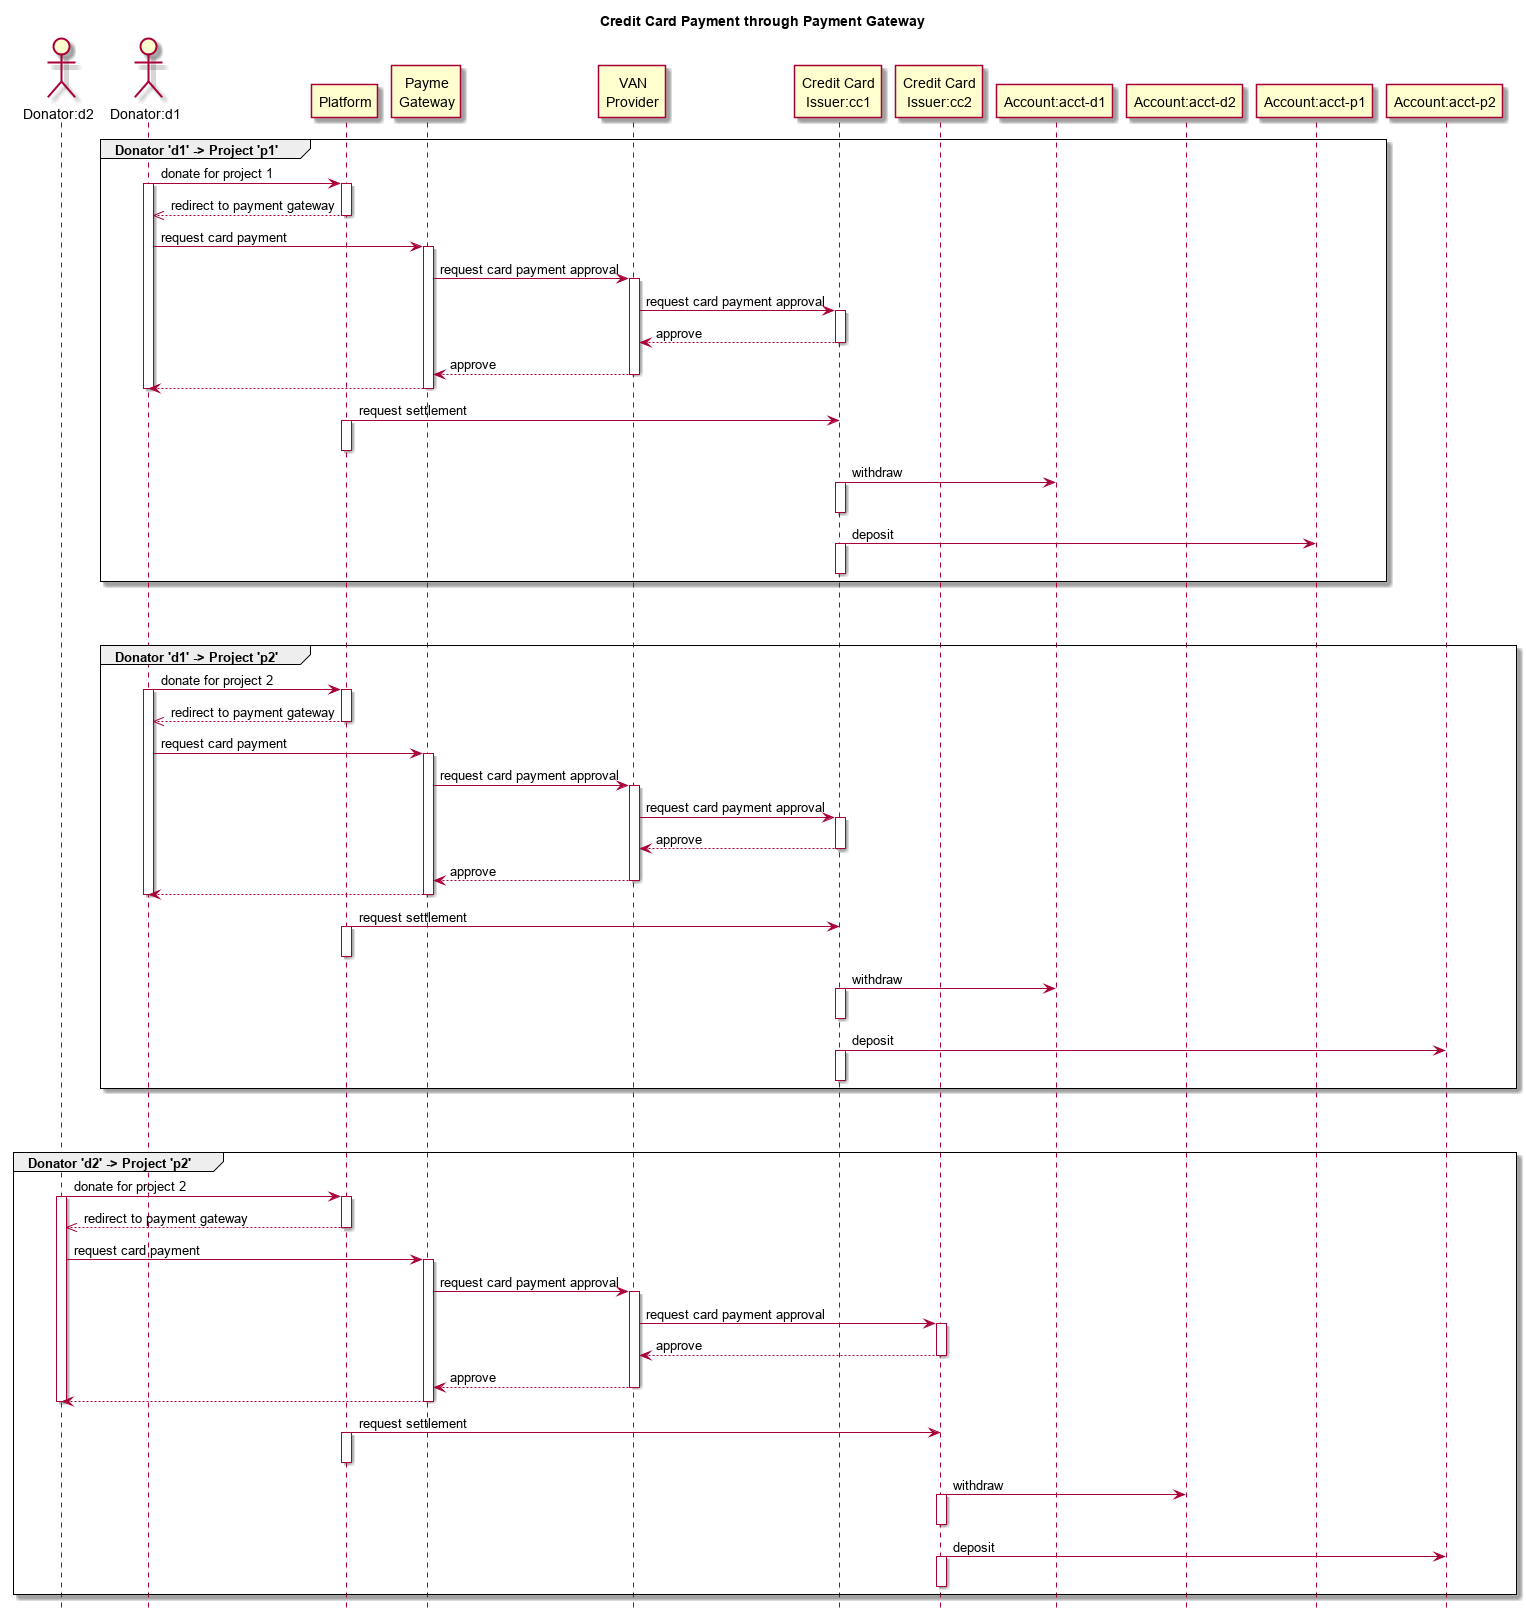 Credit Card Payment through Payment Gateway
Donator:d2
Donator:d1
Platform
Payme
Gateway
VAN
Provider
Credit Card
Issuer:cc1
Credit Card
Issuer:cc2
Account:acct-d1
Account:acct-d2
Account:acct-p1
Account:acct-p2
Donator 'd1' -> Project 'p1'
donate for project 1
redirect to payment gateway
request card payment
request card payment approval
request card payment approval
approve
approve
request settlement
withdraw
deposit
Donator 'd1' -> Project 'p2'
donate for project 2
redirect to payment gateway
request card payment
request card payment approval
request card payment approval
approve
approve
request settlement
withdraw
deposit
Donator 'd2' -> Project 'p2'
donate for project 2
redirect to payment gateway
request card payment
request card payment approval
request card payment approval
approve
approve
request settlement
withdraw
deposit